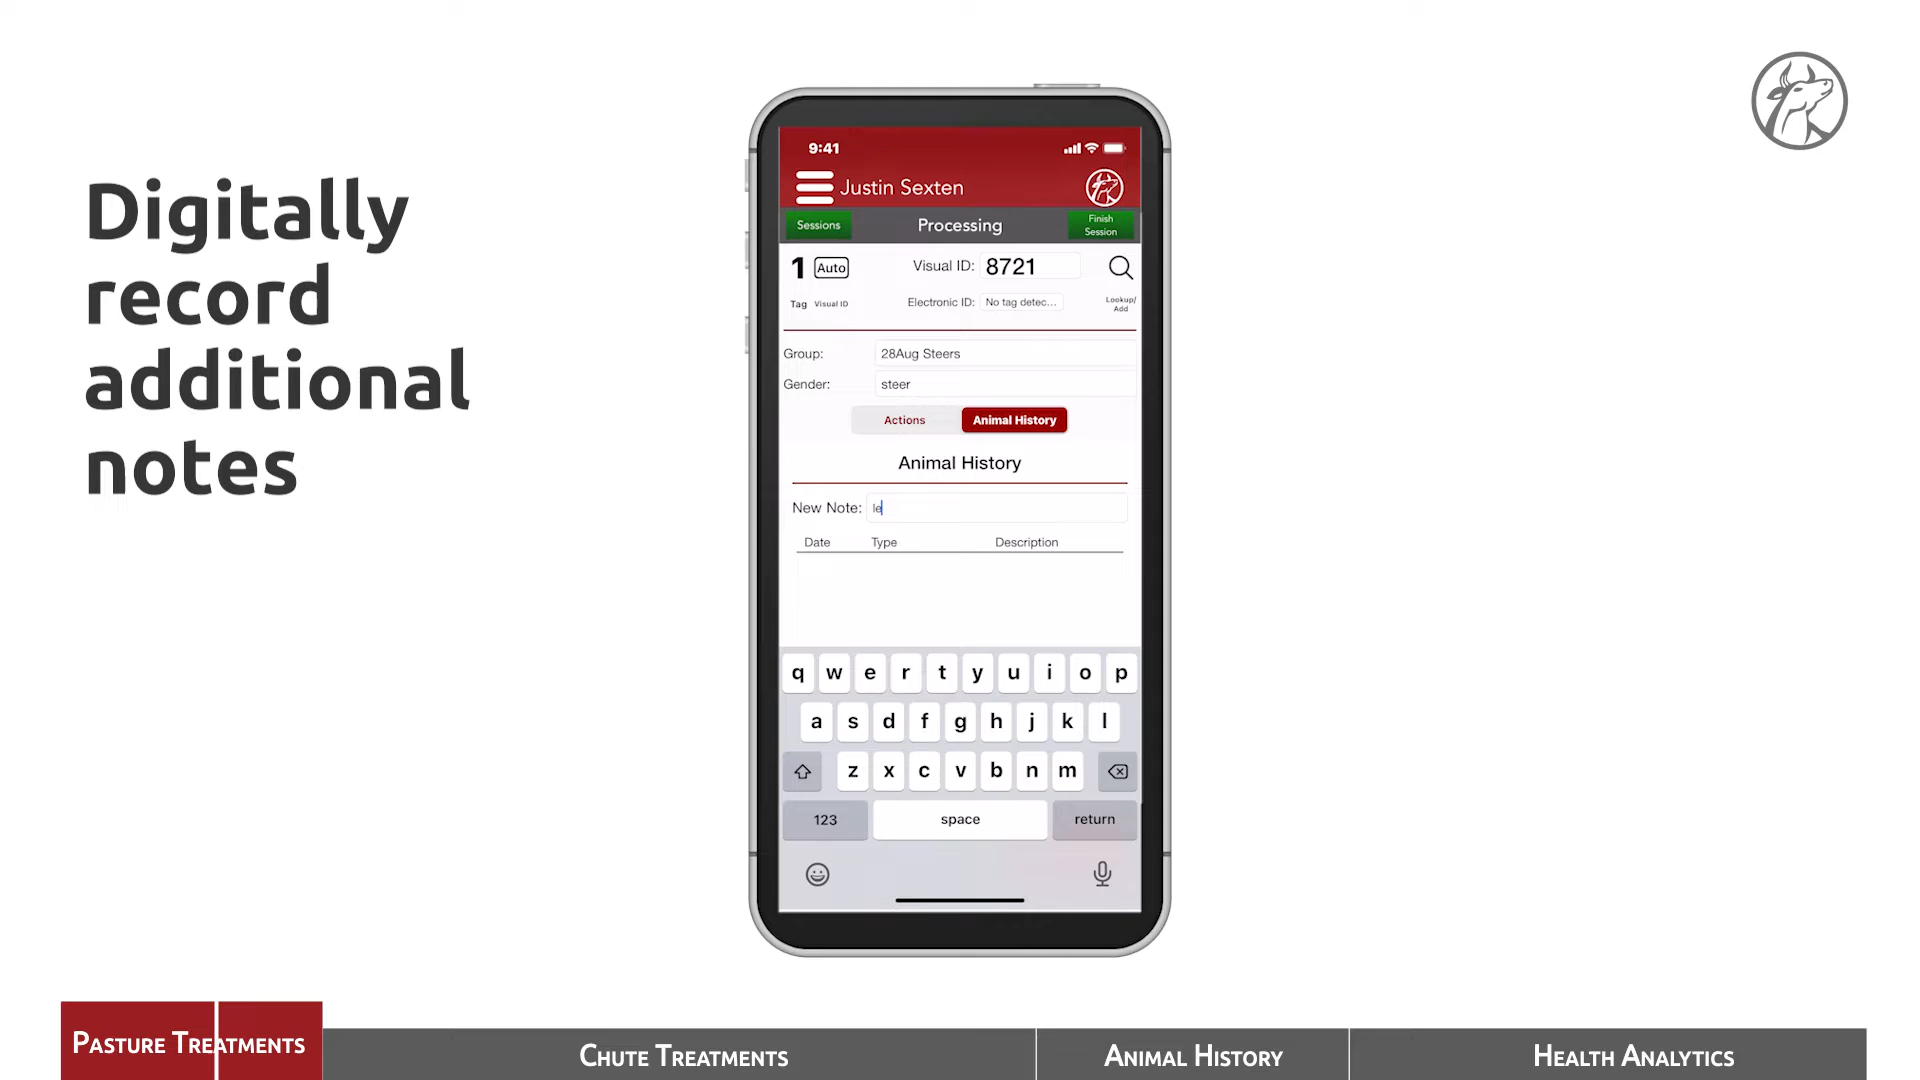 Digitally
record
additional
notes
9:41
Justin Sexten
Sessions
Processing
Finish
Session
1 Auto
Visual ID: 8721
Tag Visual ID
Electronic ID: No tag detec...
Lookup/
Add
Group: 28Aug Steers
Gender: steer
Actions Animal History
Animal History
New Note: le
Date Type Description
q w e r t y u i o p
a s d f g h j k l
z x c v b n m
123 space return
Pasture Treatments
Chute Treatments
Animal History
Health Analytics